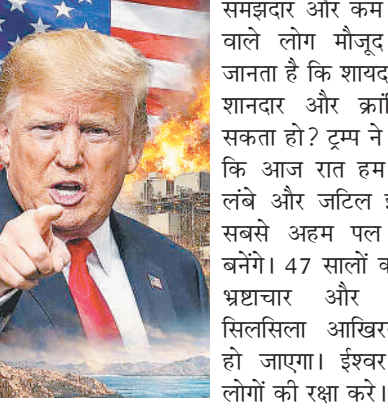 समझदार और कम
वाले लोग मौजूद
जानता है कि शायद
शानदार और
सकता हो? ट्रम्प ने
कि आज रात हम
लंबे और जटिल
सबसे अहम पल
बनेंगे। 47 सालों
भ्रष्टाचार और
सिलसिला
हो जाएगा। ईश्वर
लोगों की रक्षा करे।